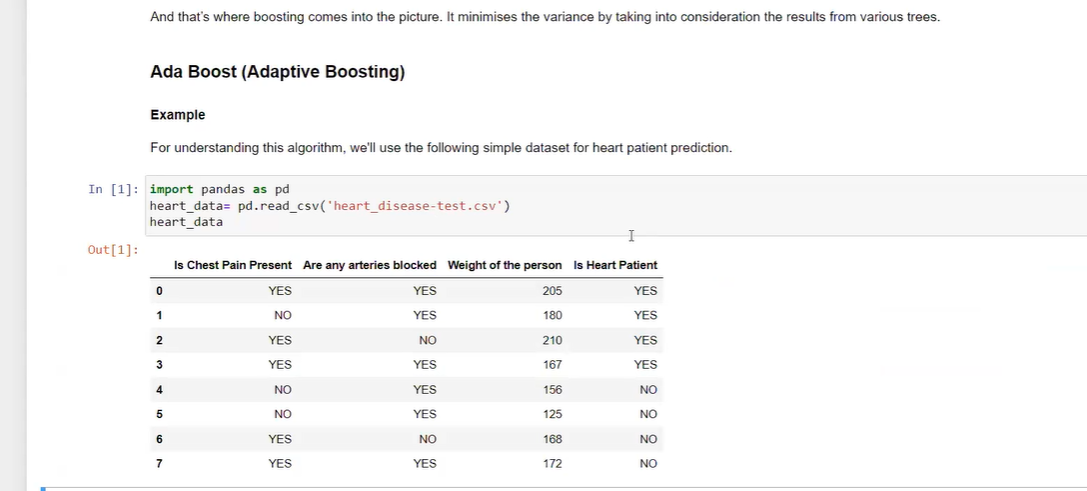 And that's where boosting comes into the picture. It minimises the variance by taking into consideration the results from various trees.
Ada Boost (Adaptive Boosting)
Example
For understanding this algorithm, we'll use the following simple dataset for heart patient prediction.
In [1]: import pandas as pd
heart_data= pd.read_csv('heart_disease-test.csv')
heart_data
Out[1]:
Is Chest Pain Present Are any arteries blocked Weight of the person Is Heart Patient
0 YES YES 205 YES
1 NO YES 180 YES
2 YES NO 210 YES
3 YES YES 167 YES
4 NO YES 156 NO
5 NO YES 125 NO
6 YES NO 168 NO
7 YES YES 172 NO